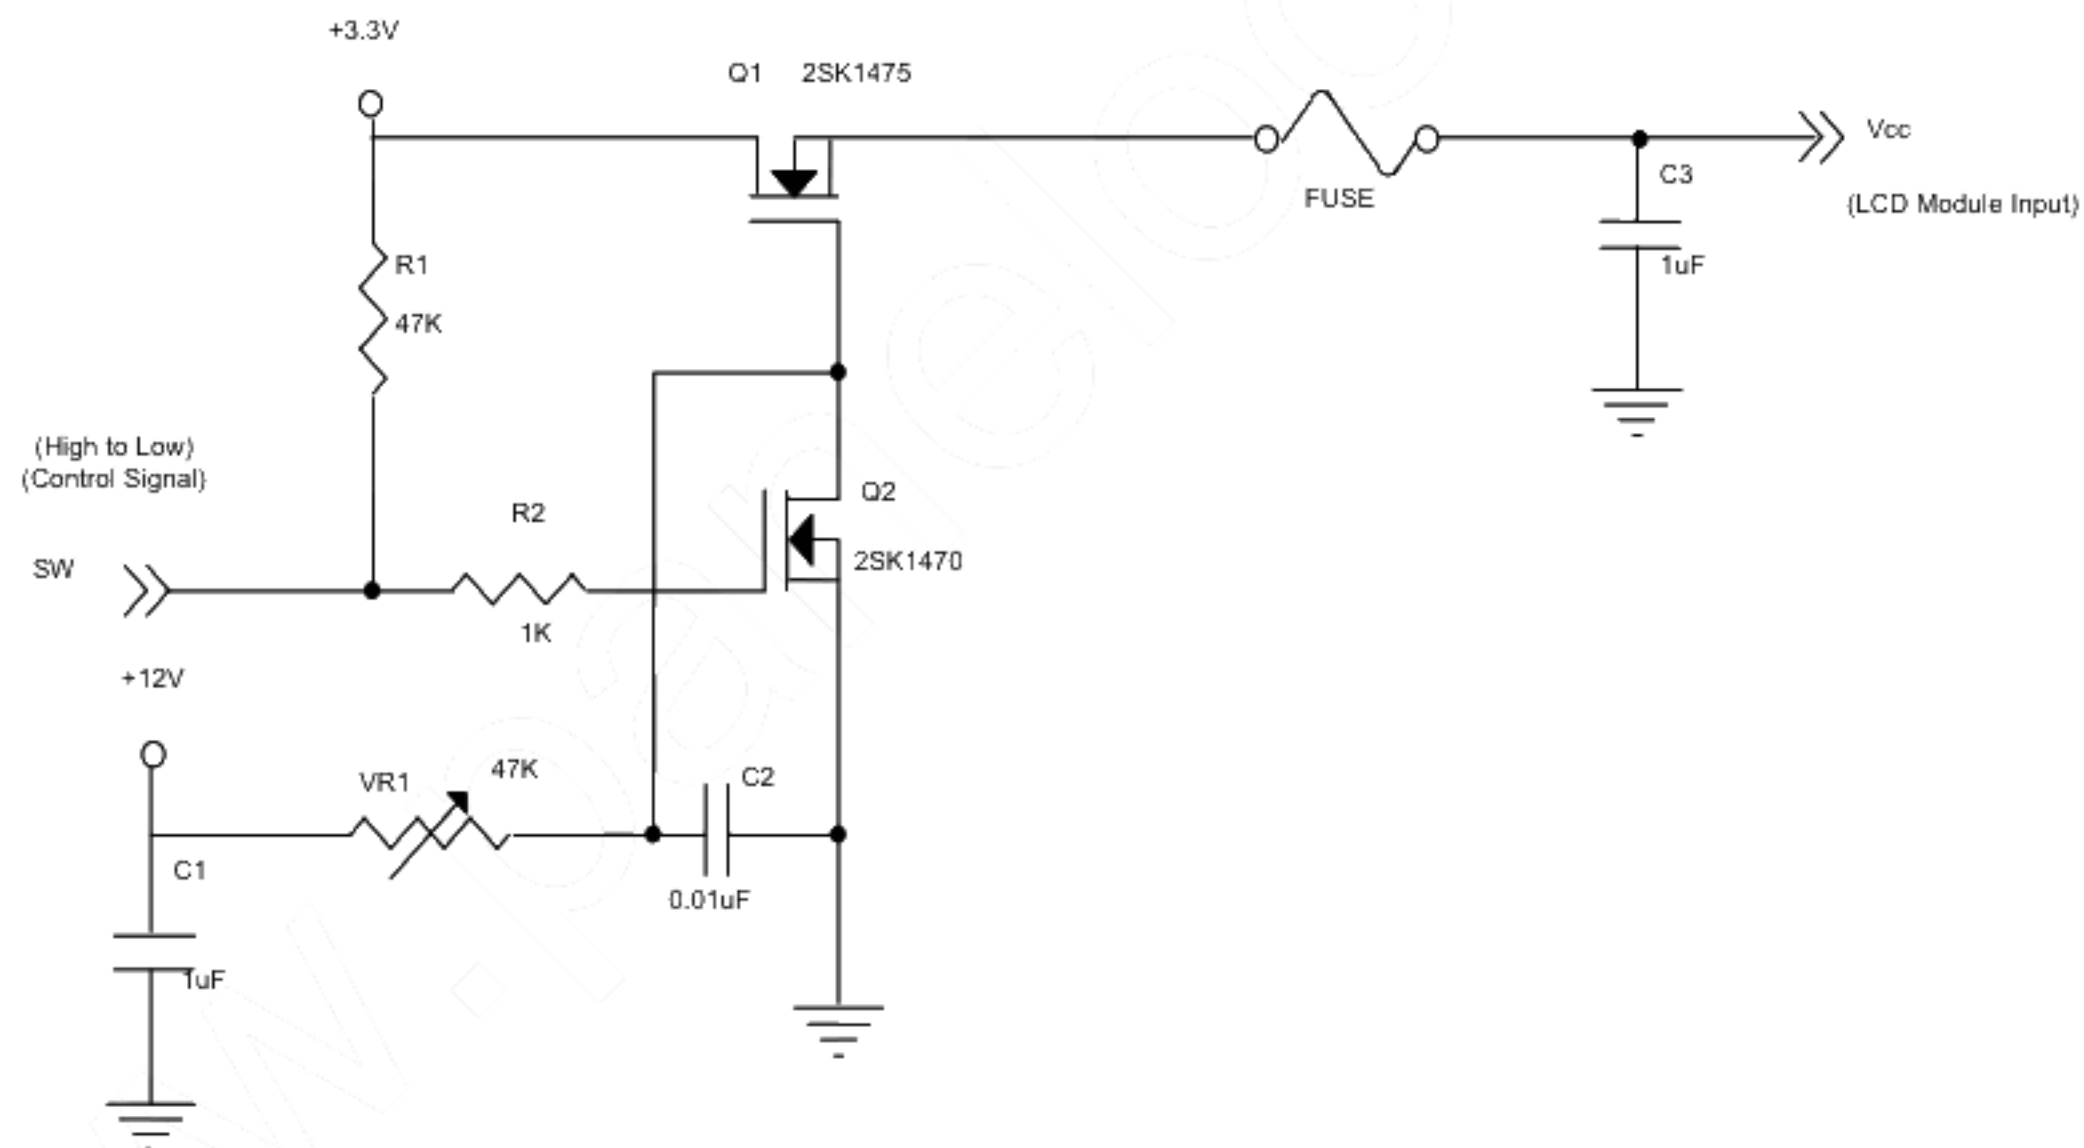 +3.3V
Q1 2SK1475
Vcc
C3
FUSE
(LCD Module Input)
R1
1uF
47K
(High to Low)
(Control Signal)
Q2
R2
2SK1470
SW
1K
+12V
47K
C2
VR1
C1
0.01uF
1uF